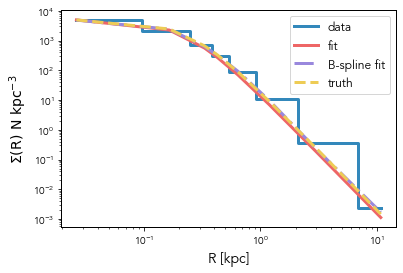 10⁴
10³
10²
10¹
10⁰
10⁻¹
10⁻²
10⁻³
Σ(R) N kpc⁻³
data
fit
B-spline fit
truth
10⁻¹
10⁰
10¹
R [kpc]